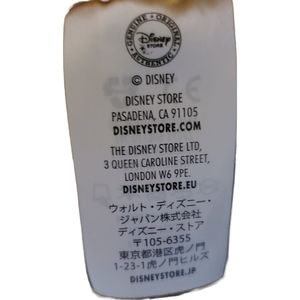 GENUINE · ORIGINAL
Disney
STORE
AUTHENTIC
© DISNEY
DISNEY STORE
PASADENA, CA 91105
DISNEYSTORE.COM
THE DISNEY STORE LTD,
3 QUEEN CAROLINE STREET,
LONDON W6 9PE.
DISNEYSTORE.EU
ウォルト・ディズニー・
ジャパン株式会社
ディズニー・ストア
〒105-6355
東京都港区虎ノ門
1-23-1虎ノ門ヒルズ
DISNEYSTORE.JP